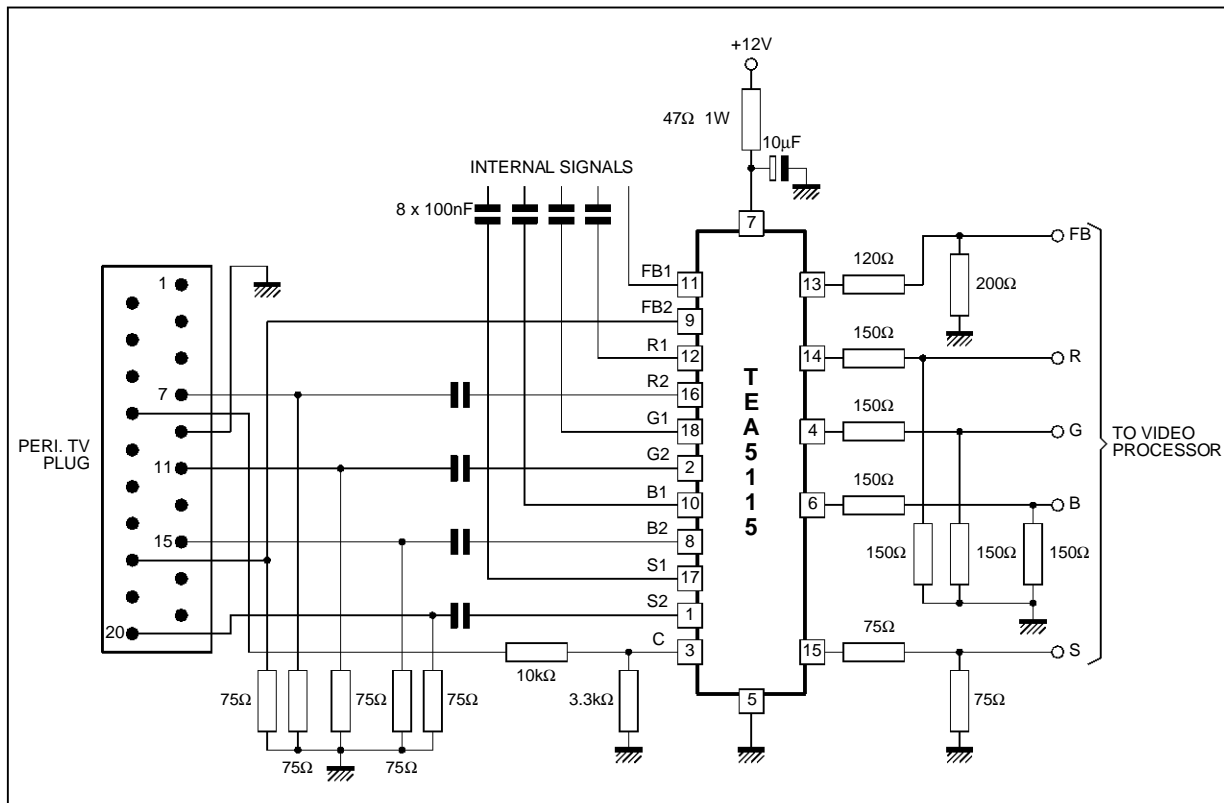 +12V
47Ω 1W
10µF
INTERNAL SIGNALS
8 x 100nF
7
FB
1
FB1
11
13
120Ω
200Ω
FB2
9
R1
12
14
150Ω
R
7
R2
16
T
E
A
5
1
1
5
G1
18
4
150Ω
G
TO VIDEO
PROCESSOR
PERI. TV
PLUG
11
G2
2
B1
10
6
150Ω
B
15
B2
8
150Ω
150Ω
150Ω
S1
17
S2
1
20
C
3
15
75Ω
S
10kΩ
75Ω
75Ω
75Ω
3.3kΩ
5
75Ω
75Ω
75Ω